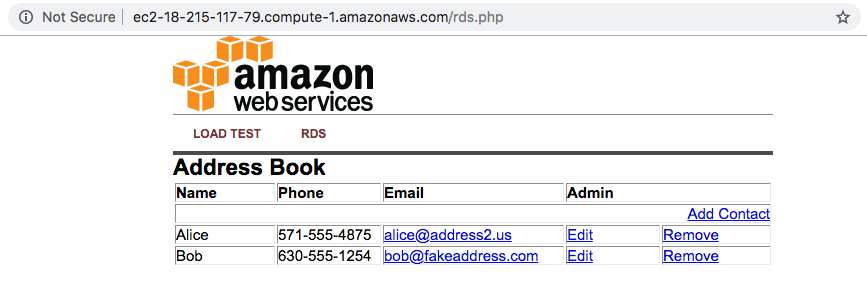 Not Secure ec2-18-215-117-79.compute-1.amazonaws.com/rds.php
amazon
web services
LOAD TEST RDS
Address Book
Name Phone Email Admin
Add Contact
Alice 571-555-4875 alice@address2.us Edit Remove
Bob 630-555-1254 bob@fakeaddress.com Edit Remove